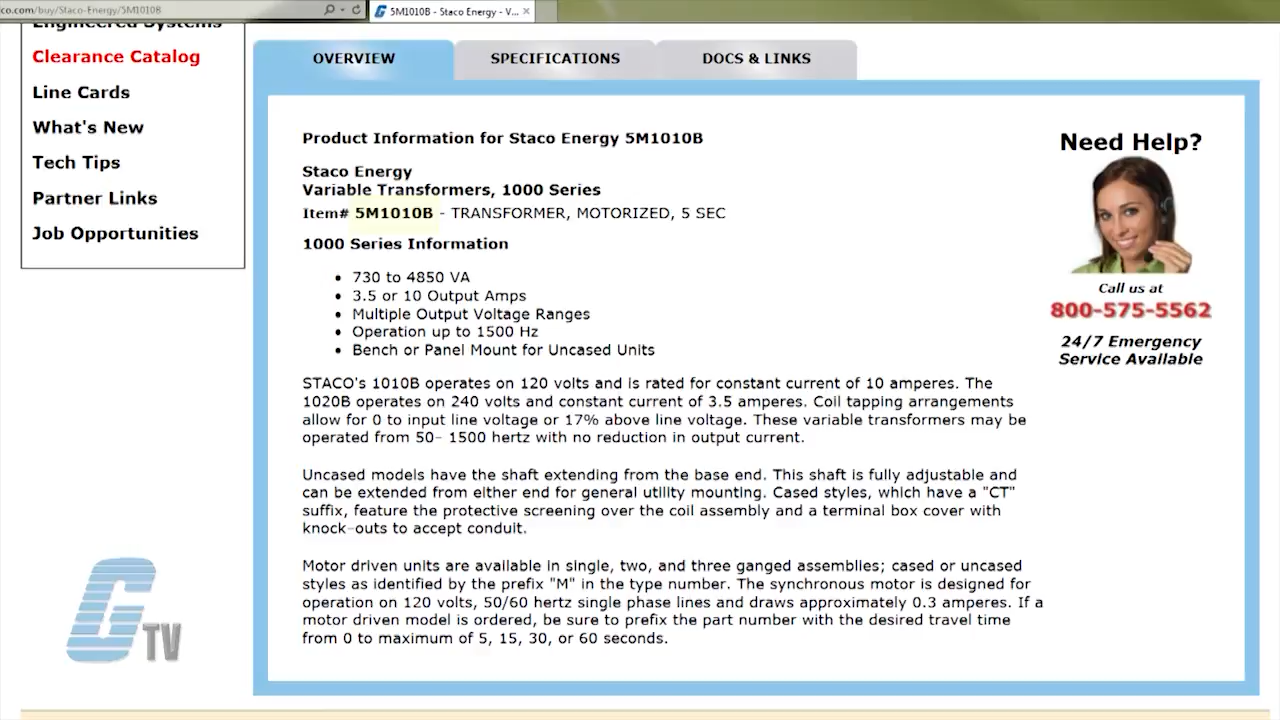 co.com/buy/Staco-Energy/5M1010B
5M1010B - Staco Energy - V...
Engineered Systems
Clearance Catalog
Line Cards
What's New
Tech Tips
Partner Links
Job Opportunities
OVERVIEW
SPECIFICATIONS
DOCS & LINKS
Product Information for Staco Energy 5M1010B
Staco Energy
Variable Transformers, 1000 Series
Item# 5M1010B - TRANSFORMER, MOTORIZED, 5 SEC
1000 Series Information
• 730 to 4850 VA
• 3.5 or 10 Output Amps
• Multiple Output Voltage Ranges
• Operation up to 1500 Hz
• Bench or Panel Mount for Uncased Units
STACO's 1010B operates on 120 volts and is rated for constant current of 10 amperes. The
1020B operates on 240 volts and constant current of 3.5 amperes. Coil tapping arrangements
allow for 0 to input line voltage or 17% above line voltage. These variable transformers may be
operated from 50– 1500 hertz with no reduction in output current.
Uncased models have the shaft extending from the base end. This shaft is fully adjustable and
can be extended from either end for general utility mounting. Cased styles, which have a "CT"
suffix, feature the protective screening over the coil assembly and a terminal box cover with
knock–outs to accept conduit.
Motor driven units are available in single, two, and three ganged assemblies; cased or uncased
styles as identified by the prefix "M" in the type number. The synchronous motor is designed for
operation on 120 volts, 50/60 hertz single phase lines and draws approximately 0.3 amperes. If a
motor driven model is ordered, be sure to prefix the part number with the desired travel time
from 0 to maximum of 5, 15, 30, or 60 seconds.
Need Help?
Call us at
800-575-5562
24/7 Emergency
Service Available
G TV